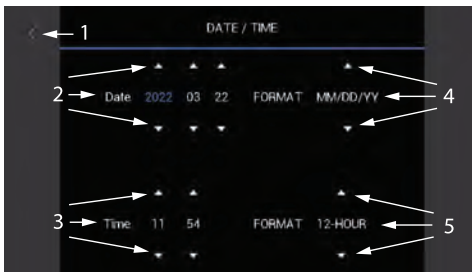 1
DATE / TIME
2 Date 2022 03 22 FORMAT MM/DD/YY 4
3 Time 11 54 FORMAT 12-HOUR 5